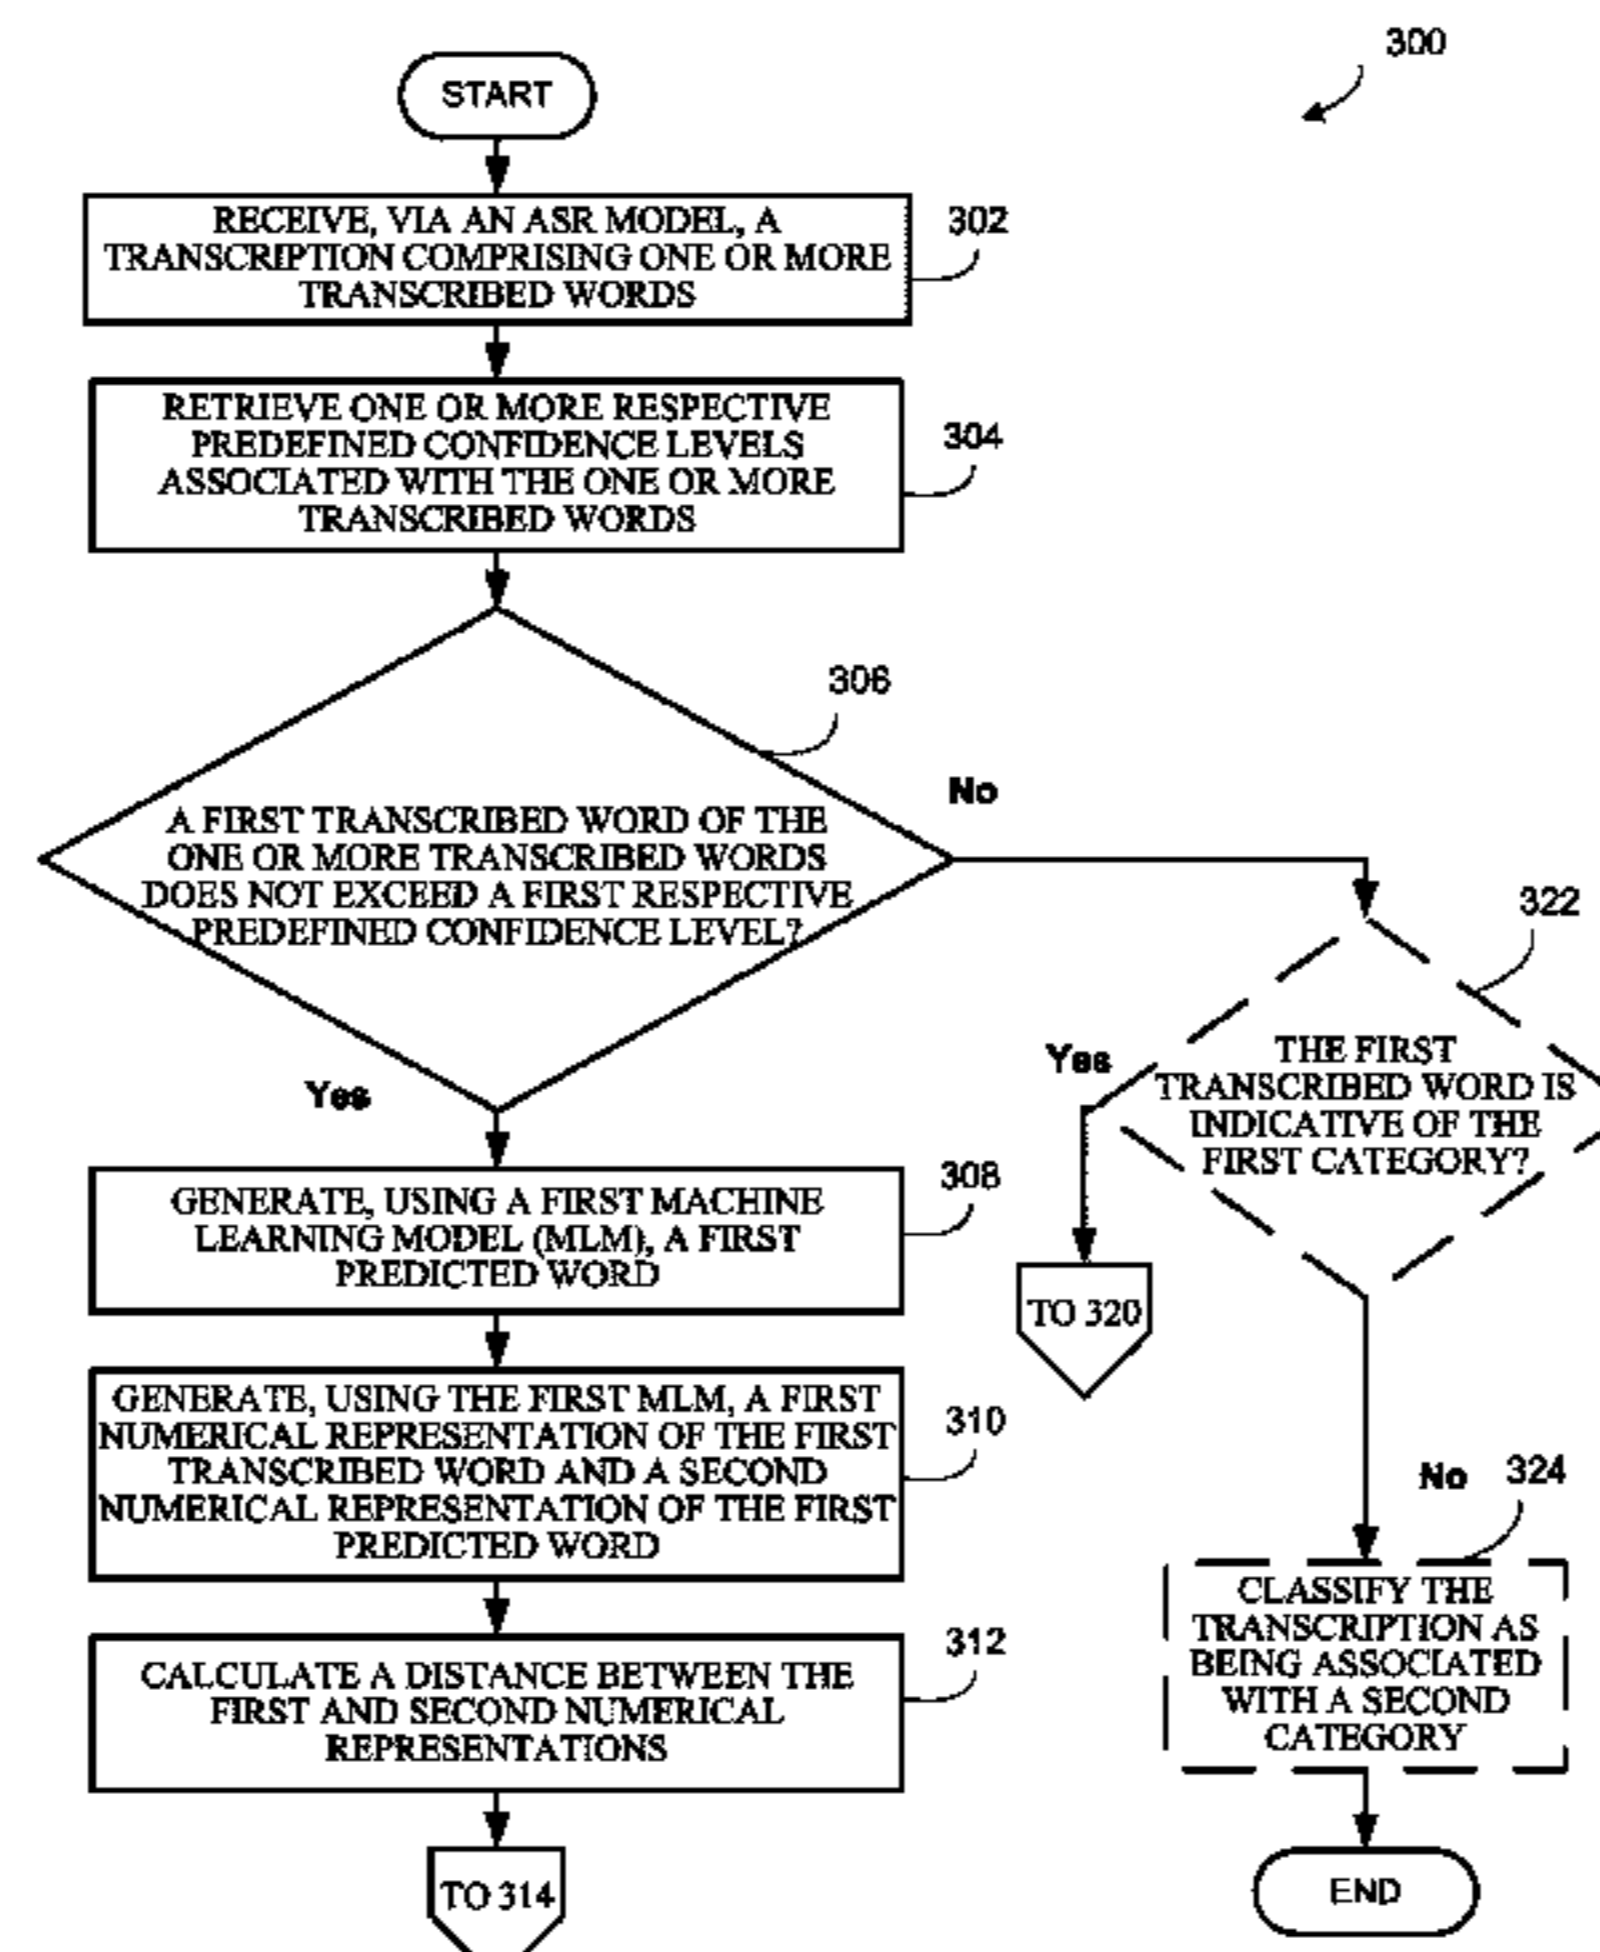 300
START
RECEIVE, VIA AN ASR MODEL, A
TRANSCRIPTION COMPRISING ONE OR MORE
TRANSCRIBED WORDS
302
RETRIEVE ONE OR MORE RESPECTIVE
PREDEFINED CONFIDENCE LEVELS
ASSOCIATED WITH THE ONE OR MORE
TRANSCRIBED WORDS
304
306
A FIRST TRANSCRIBED WORD OF THE
ONE OR MORE TRANSCRIBED WORDS
DOES NOT EXCEED A FIRST RESPECTIVE
PREDEFINED CONFIDENCE LEVEL?
No
Yes
322
THE FIRST
TRANSCRIBED WORD IS
INDICATIVE OF THE
FIRST CATEGORY?
Yes
TO 320
308
GENERATE, USING A FIRST MACHINE
LEARNING MODEL (MLM), A FIRST
PREDICTED WORD
GENERATE, USING THE FIRST MLM, A FIRST
NUMERICAL REPRESENTATION OF THE FIRST
TRANSCRIBED WORD AND A SECOND
NUMERICAL REPRESENTATION OF THE FIRST
PREDICTED WORD
310
No
324
CLASSIFY THE
TRANSCRIPTION AS
BEING ASSOCIATED
WITH A SECOND
CATEGORY
312
CALCULATE A DISTANCE BETWEEN THE
FIRST AND SECOND NUMERICAL
REPRESENTATIONS
TO 314
END